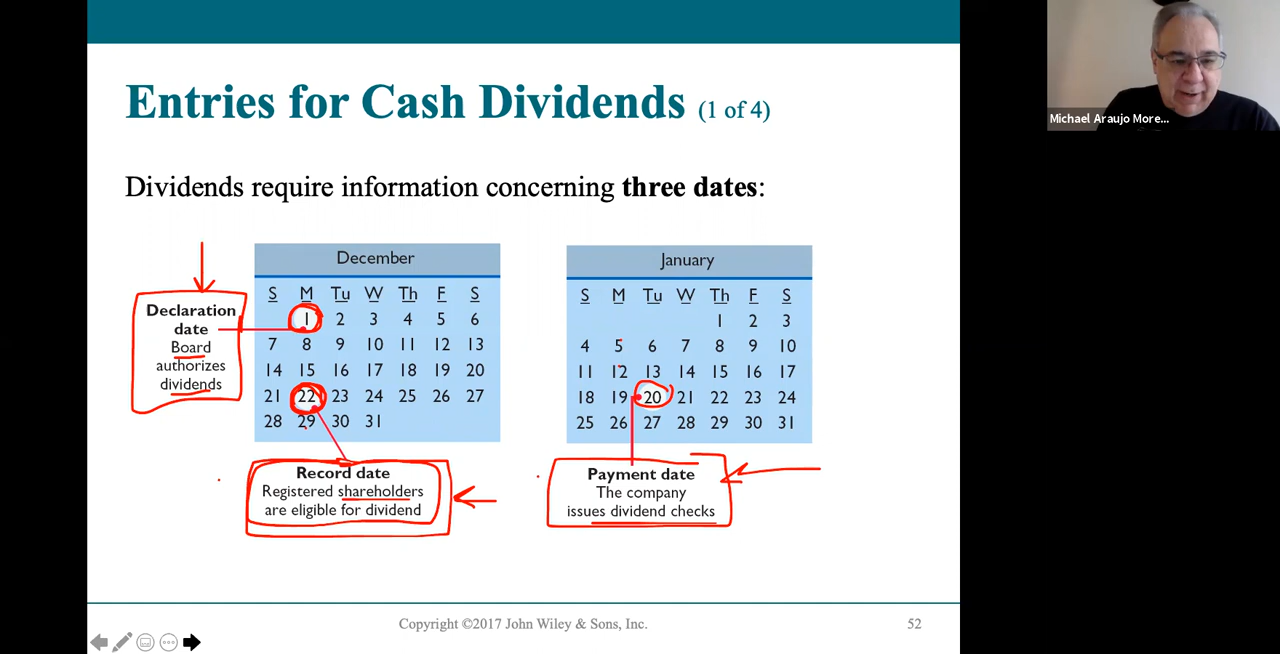 Entries for Cash Dividends (1 of 4)
Michael Araujo More...
Dividends require information concerning three dates:
Declaration
date
Board
authorizes
dividends
December
S M Tu W Th F S
1 2 3 4 5 6
7 8 9 10 11 12 13
14 15 16 17 18 19 20
21 22 23 24 25 26 27
28 29 30 31
January
S M Tu W Th F S
1 2 3
4 5 6 7 8 9 10
11 12 13 14 15 16 17
18 19 20 21 22 23 24
25 26 27 28 29 30 31
Record date
Registered shareholders
are eligible for dividend
Payment date
The company
issues dividend checks
Copyright ©2017 John Wiley & Sons, Inc.
52